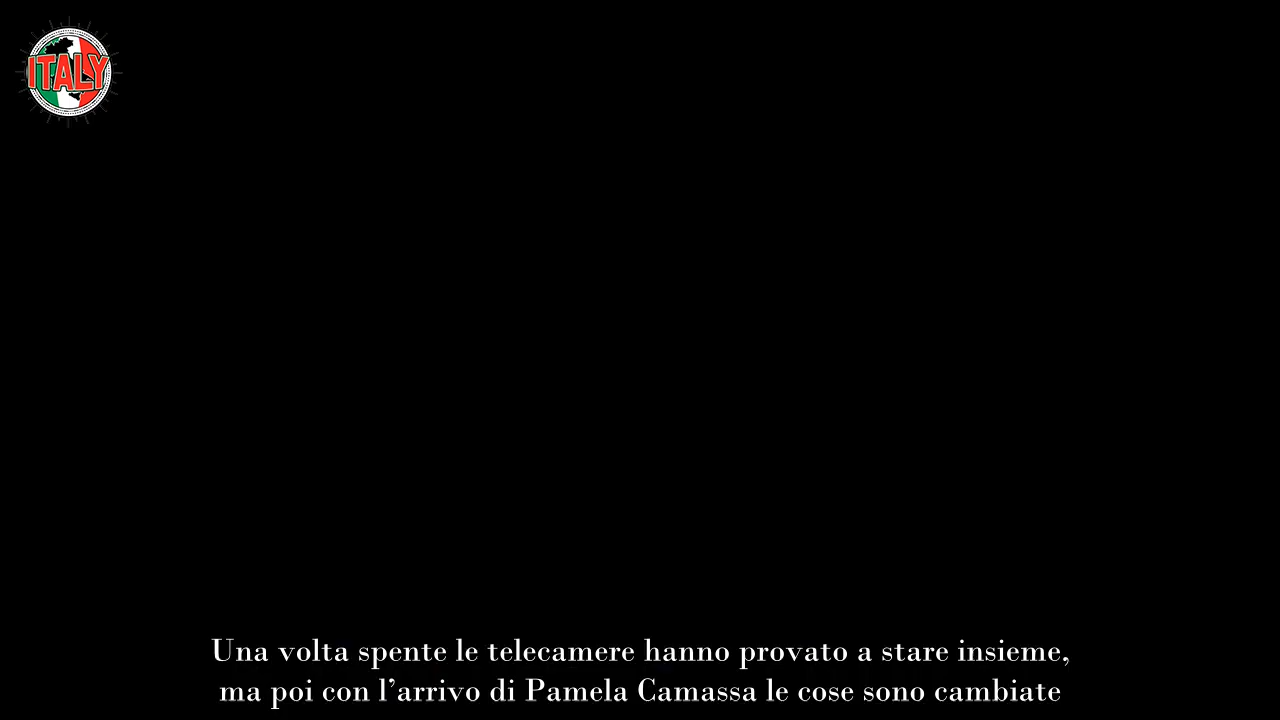 ITALY
Una volta spente le telecamere hanno provato a stare insieme,
ma poi con l’arrivo di Pamela Camassa le cose sono cambiate